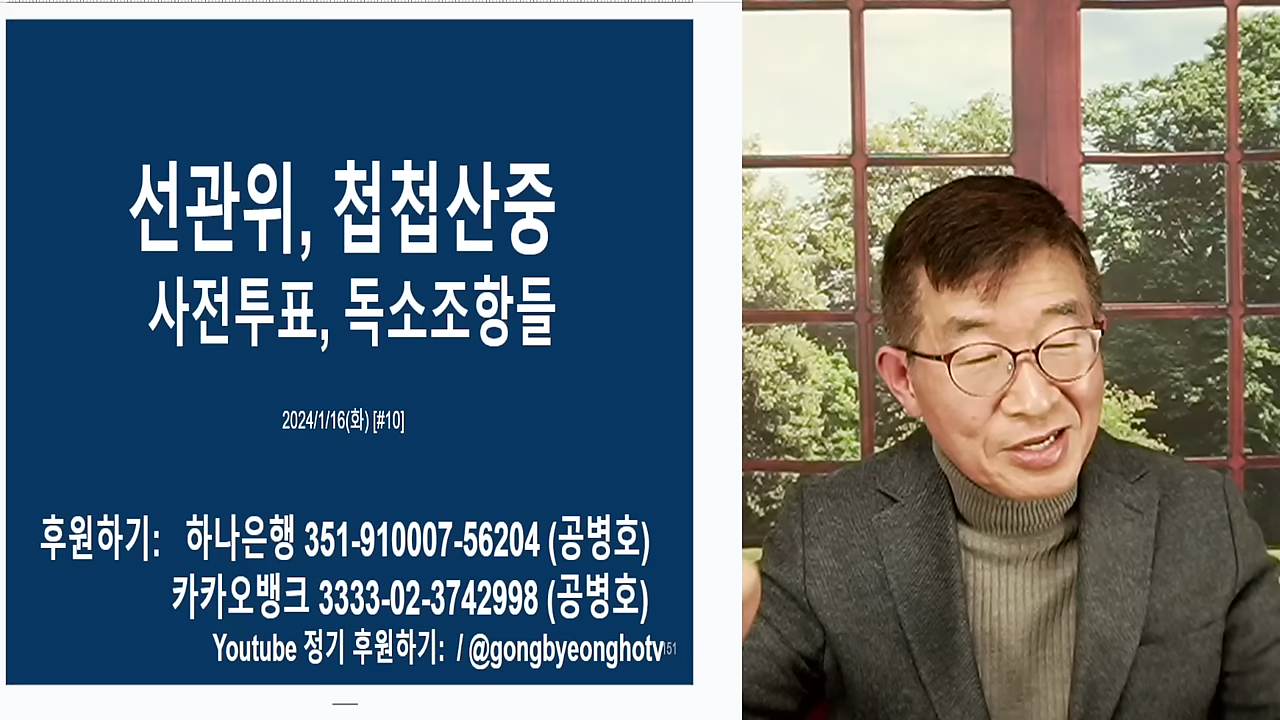 선관위, 첩첩산중
사전투표, 독소조항들
2024/1/16(화) [#10]
후원하기: 하나은행 351-910007-56204 (공병호)
카카오뱅크 3333-02-3742998 (공병호)
Youtube 정기 후원하기: / @gongbyeonghotv
151